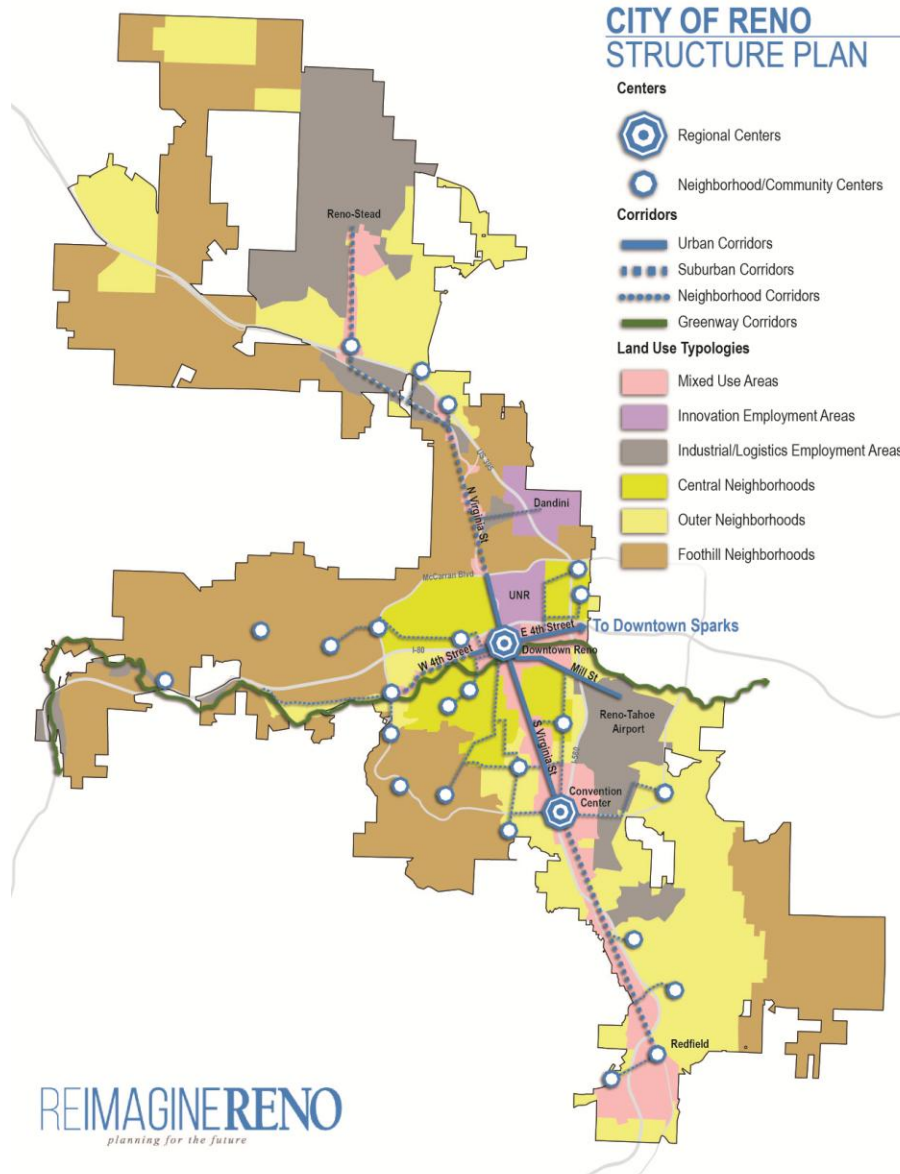 CITY OF RENO
STRUCTURE PLAN
Centers
Regional Centers
Neighborhood/Community Centers
Corridors
Urban Corridors
Suburban Corridors
Neighborhood Corridors
Greenway Corridors
Land Use Typologies
Mixed Use Areas
Innovation Employment Areas
Industrial/Logistics Employment Areas
Central Neighborhoods
Outer Neighborhoods
Foothill Neighborhoods
Reno-Stead
US 395
N Virginia St
Dandini
McCarran Blvd
UNR
E 4th Street
To Downtown Sparks
I-80
W 4th Street
Downtown Reno
Mill St
Reno-Tahoe
Airport
S Virginia St
I-580
Convention
Center
Redfield
REIMAGINERENO
planning for the future